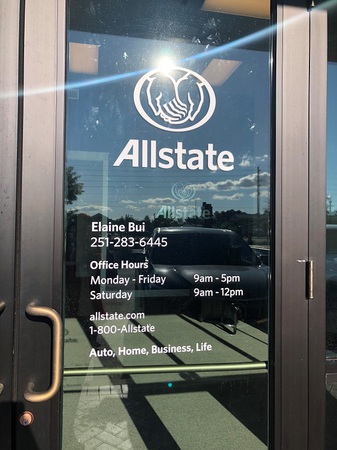 Allstate
Allstate
Elaine Bui
251-283-6445
Office Hours
Monday - Friday 9am - 5pm
Saturday 9am - 12pm
allstate.com
1-800-Allstate
Auto, Home, Business, Life